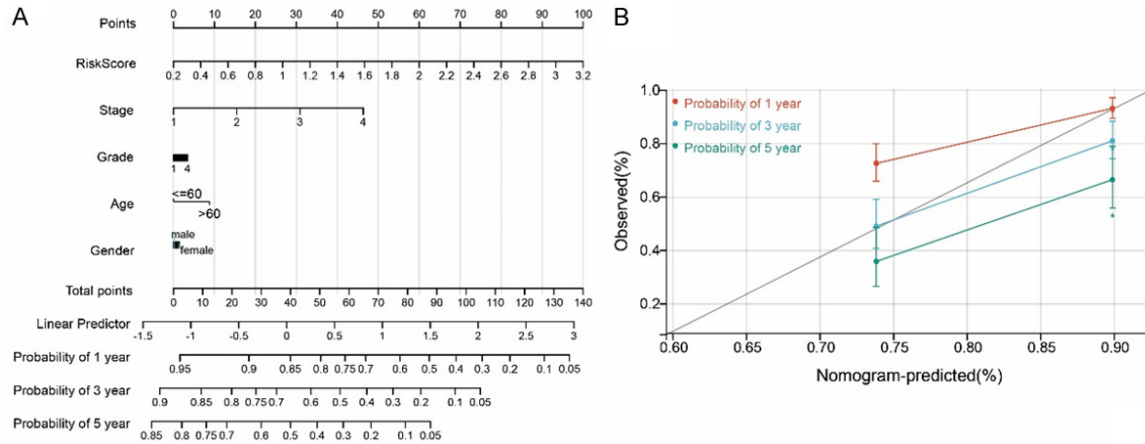 A
Points
0 10 20 30 40 50 60 70 80 90 100
RiskScore
0.2 0.4 0.6 0.8 1 1.2 1.4 1.6 1.8 2 2.2 2.4 2.6 2.8 3 3.2
Stage
1 2 3 4
Grade
1 4
Age
<=60
>60
Gender
male
female
Total points
0 10 20 30 40 50 60 70 80 90 100 110 120 130 140
Linear Predictor
-1.5 -1 -0.5 0 0.5 1 1.5 2 2.5 3
Probability of 1 year
0.95 0.9 0.85 0.8 0.75 0.7 0.6 0.5 0.4 0.3 0.2 0.1 0.05
Probability of 3 year
0.9 0.85 0.8 0.75 0.7 0.6 0.5 0.4 0.3 0.2 0.1 0.05
Probability of 5 year
0.85 0.8 0.75 0.7 0.6 0.5 0.4 0.3 0.2 0.1 0.05
B
Observed(%)
1.0
0.8
0.6
0.4
0.2
Probability of 1 year
Probability of 3 year
Probability of 5 year
0.60 0.65 0.70 0.75 0.80 0.85 0.90
Nomogram-predicted(%)